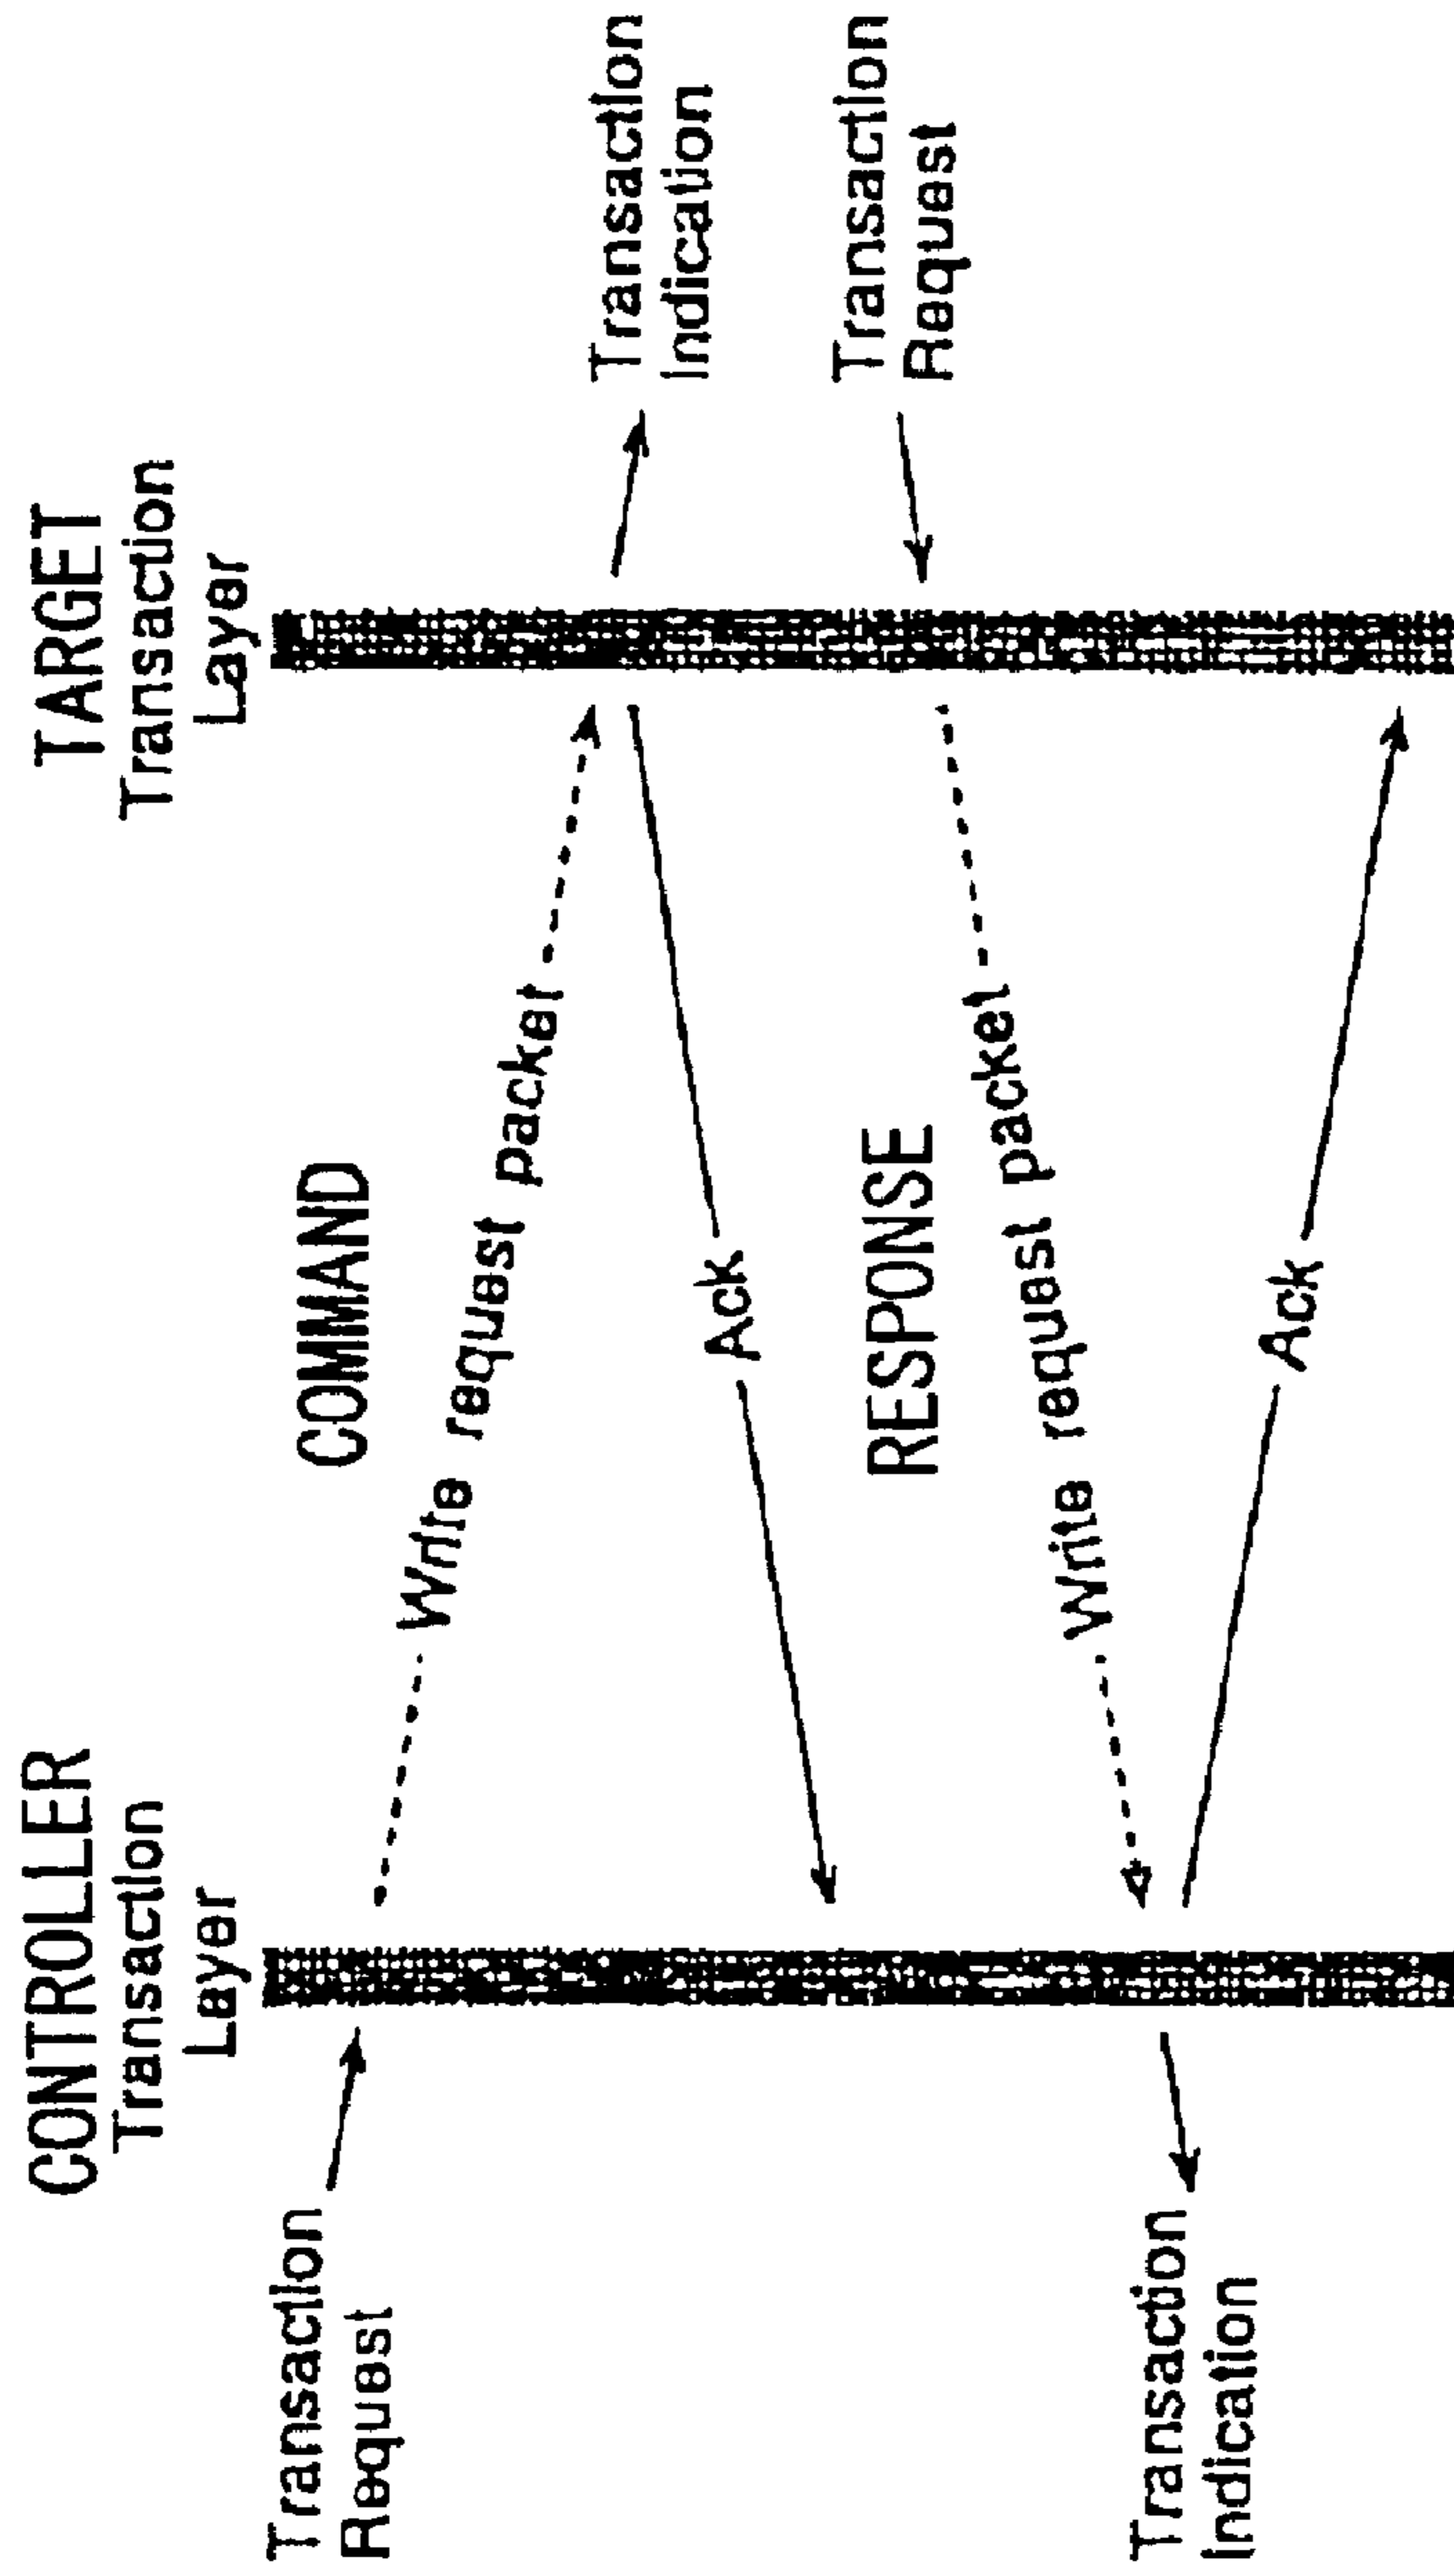 CONTROLLER
Transaction
Layer
TARGET
Transaction
Layer
Transaction
Request
COMMAND
Write request packet
Transaction
Indication
Ack
RESPONSE
Transaction
Request
Write request packet
Transaction
Indication
Ack